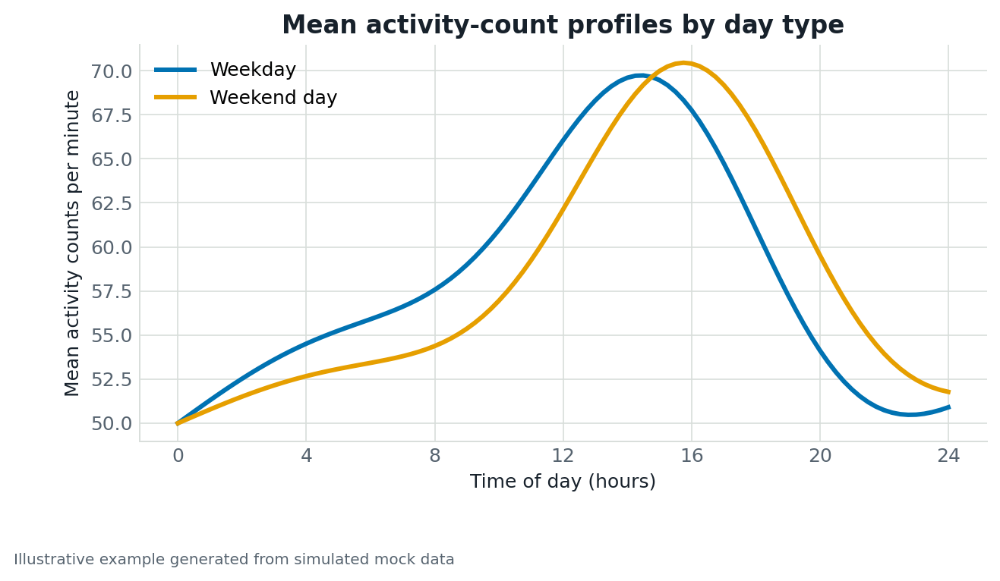 Mean activity-count profiles by day type
Weekday
Weekend day
Mean activity counts per minute
70.0
67.5
65.0
62.5
60.0
57.5
55.0
52.5
50.0
0 4 8 12 16 20 24
Time of day (hours)
Illustrative example generated from simulated mock data